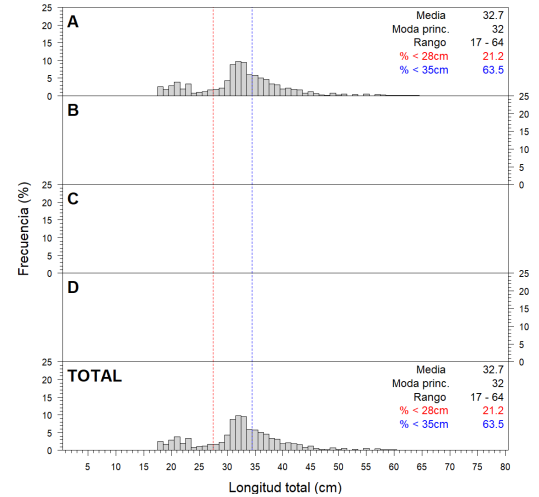 A
Media 32.7
Moda princ. 32
Rango 17 - 64
% < 28cm 21.2
% < 35cm 63.5
25
20
15
10
5
0
B
25
20
15
10
5
0
C
25
20
15
10
5
0
D
25
20
15
10
5
0
TOTAL
Media 32.7
Moda princ. 32
Rango 17 - 64
% < 28cm 21.2
% < 35cm 63.5
25
20
15
10
5
0
Frecuencia (%)
5 10 15 20 25 30 35 40 45 50 55 60 65 70 75 80
Longitud total (cm)